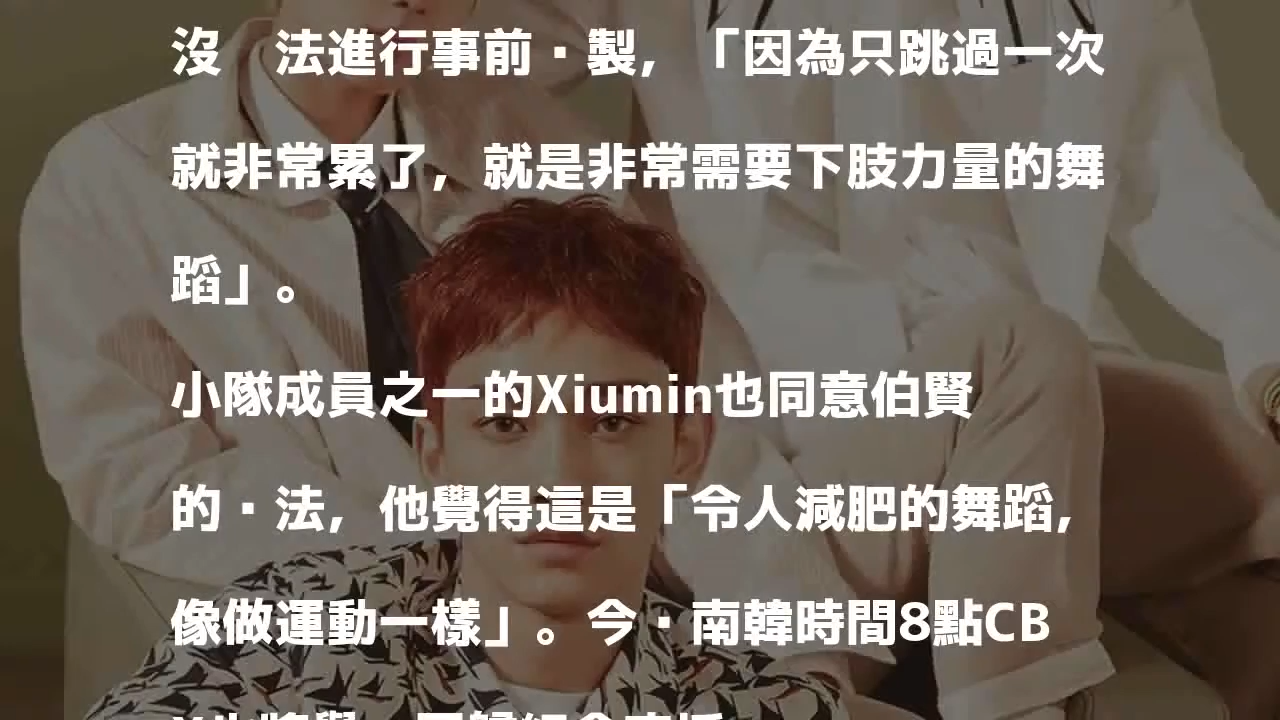 沒　法進行事前▪製，「因為只跳過一次
就非常累了，就是非常需要下肢力量的舞
蹈」。
小隊成員之一的Xiumin也同意伯賢
的▪法，他覺得這是「令人減肥的舞蹈，
像做運動一樣」。今▪南韓時間8點CB